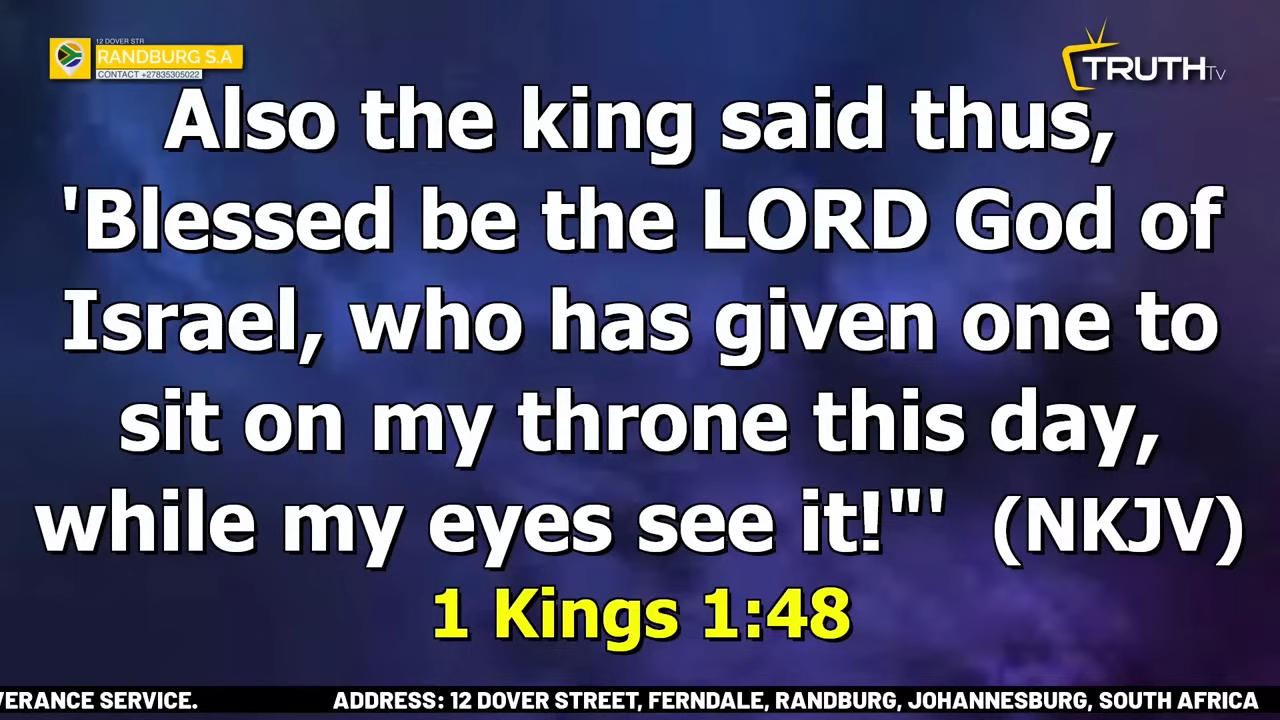 12 DOVER STR
RANDBURG S.A
CONTACT +27835305022
TRUTH TV
Also the king said thus,
'Blessed be the LORD God of
Israel, who has given one to
sit on my throne this day,
while my eyes see it!"' (NKJV)
1 Kings 1:48
VERANCE SERVICE. ADDRESS: 12 DOVER STREET, FERNDALE, RANDBURG, JOHANNESBURG, SOUTH AFRICA